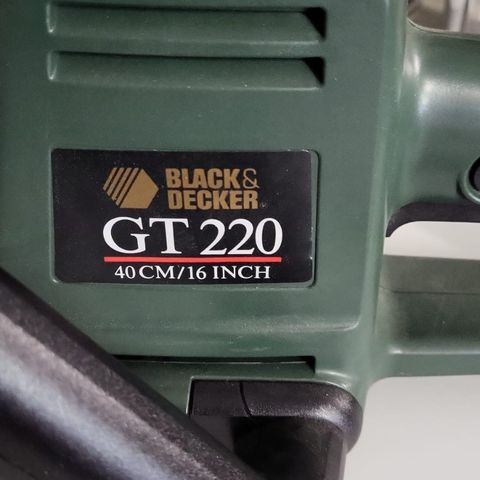 BLACK&
DECKER
GT 220
40 CM/16 INCH